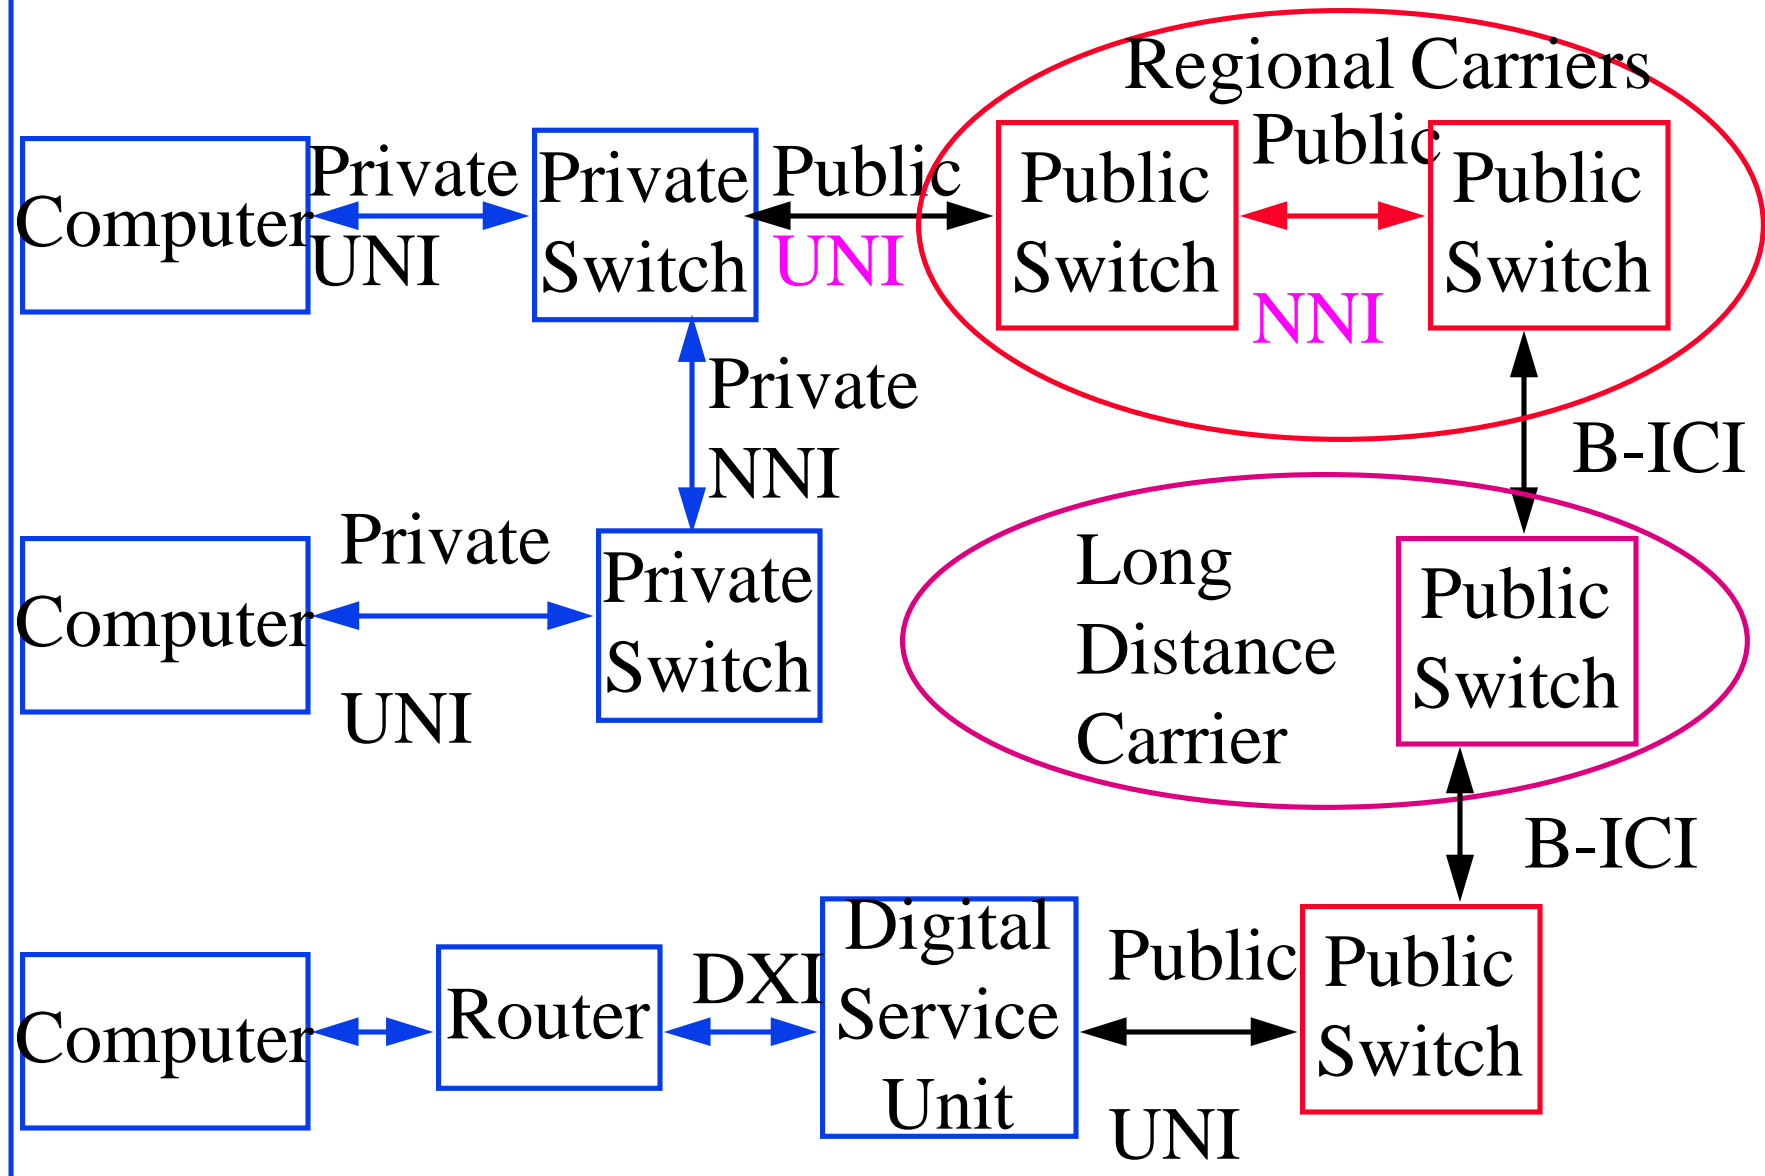 Regional Carriers
Computer
Private
UNI
Private
Switch
Public
UNI
Public
Switch
Public
NNI
Public
Switch
Private
NNI
B-ICI
Computer
Private
UNI
Private
Switch
Long
Distance
Carrier
Public
Switch
B-ICI
Computer
Router
DXI
Digital
Service
Unit
Public
UNI
Public
Switch